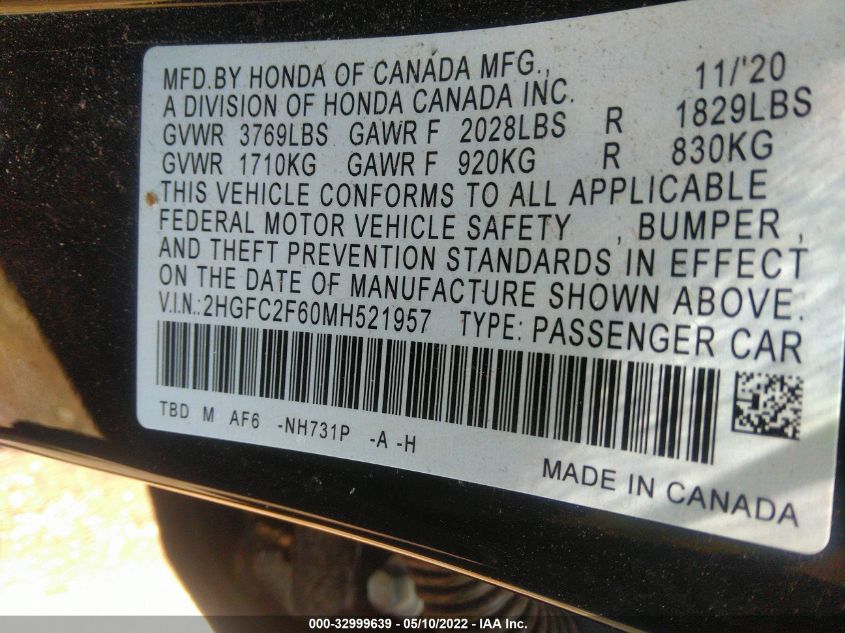 MFD.BY HONDA OF CANADA MFG., 11/'20
A DIVISION OF HONDA CANADA INC.
GVWR 3769LBS GAWR F 2028LBS R 1829LBS
GVWR 1710KG GAWR F 920KG R 830KG
THIS VEHICLE CONFORMS TO ALL APPLICABLE
FEDERAL MOTOR VEHICLE SAFETY , BUMPER ,
AND THEFT PREVENTION STANDARDS IN EFFECT
ON THE DATE OF MANUFACTURE SHOWN ABOVE.
V.I.N.:2HGFC2F60MH521957 TYPE: PASSENGER CAR
TBD M AF6 -NH731P -A -H
MADE IN CANADA
000-32999639 - 05/10/2022 - IAA Inc.